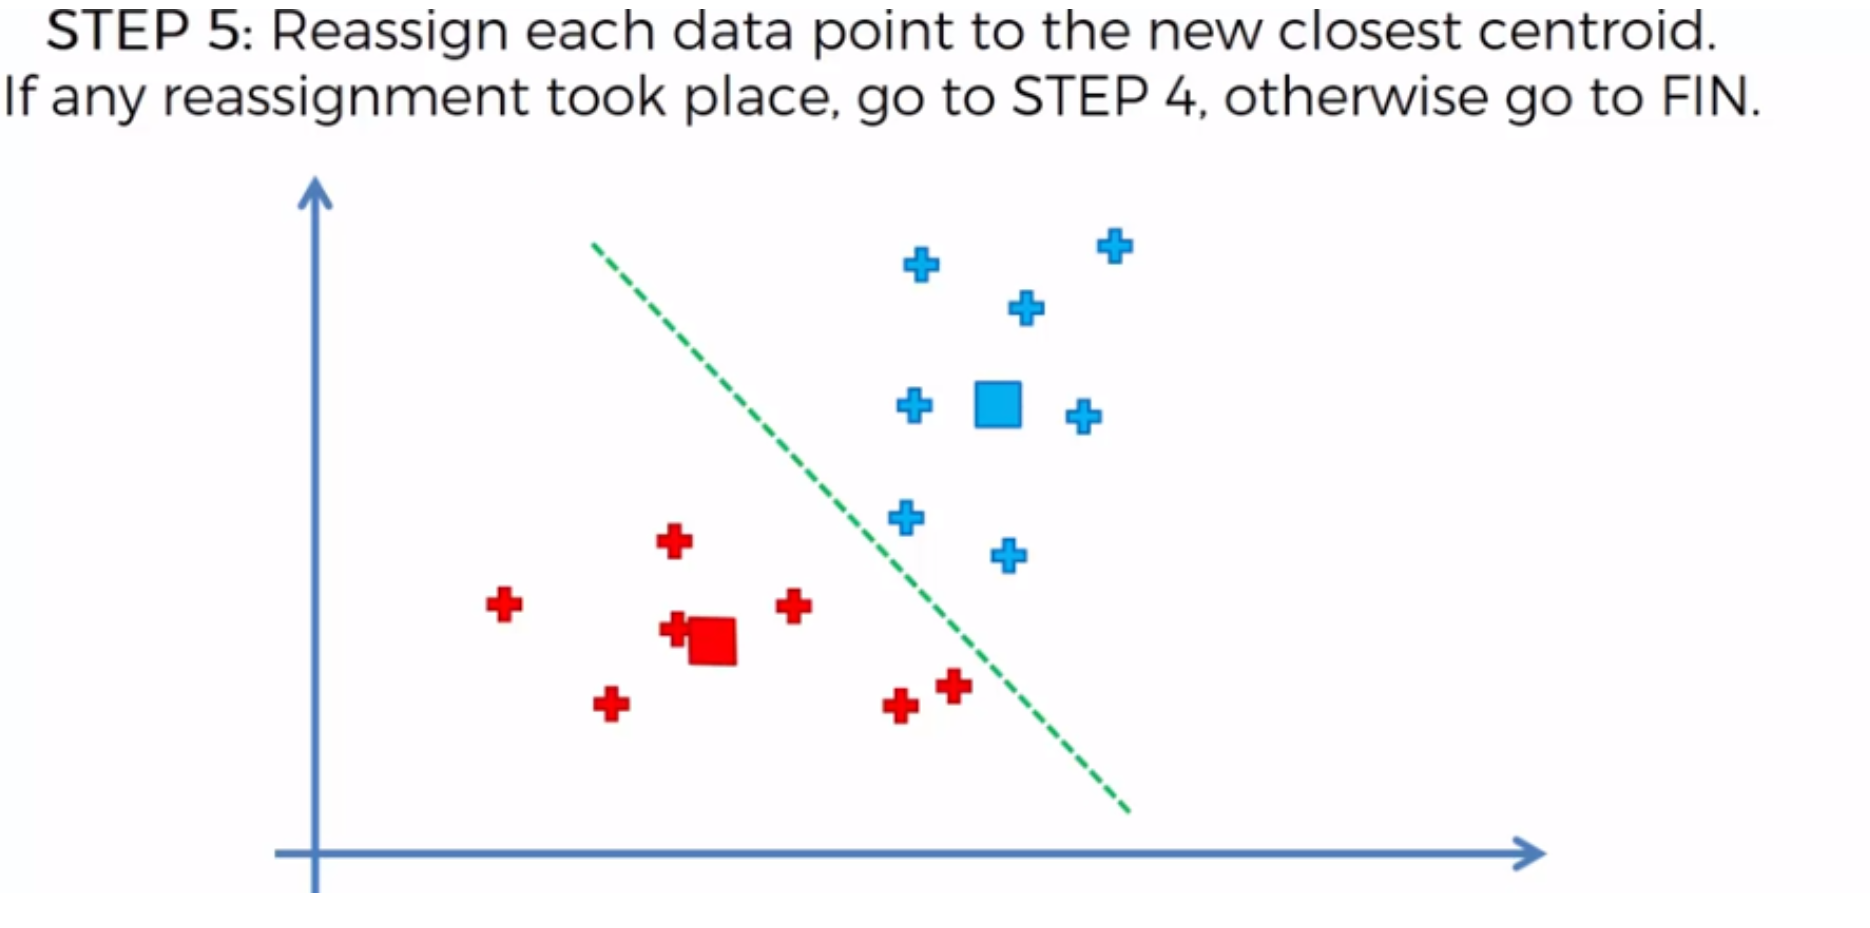 STEP 5: Reassign each data point to the new closest centroid.
If any reassignment took place, go to STEP 4, otherwise go to FIN.